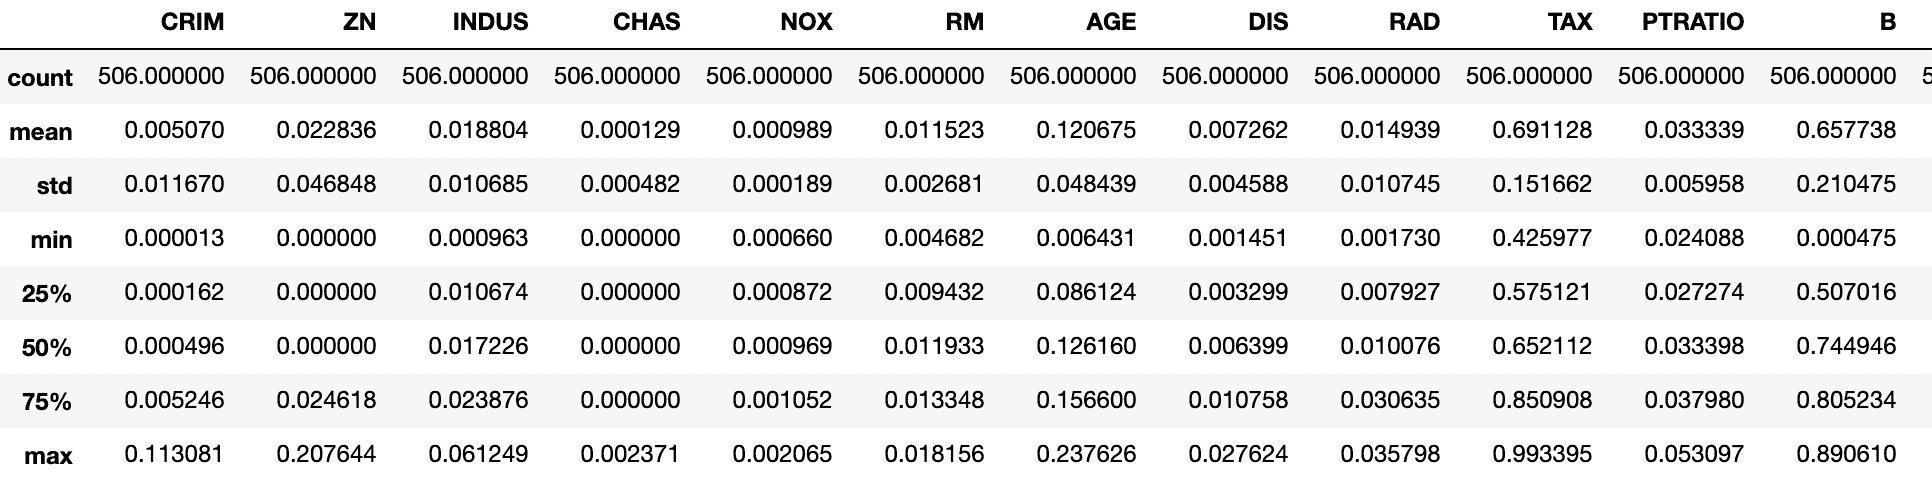 CRIM ZN INDUS CHAS NOX RM AGE DIS RAD TAX PTRATIO B
count 506.000000 506.000000 506.000000 506.000000 506.000000 506.000000 506.000000 506.000000 506.000000 506.000000 506.000000 506.000000 5
mean 0.005070 0.022836 0.018804 0.000129 0.000989 0.011523 0.120675 0.007262 0.014939 0.691128 0.033339 0.657738
std 0.011670 0.046848 0.010685 0.000482 0.000189 0.002681 0.048439 0.004588 0.010745 0.151662 0.005958 0.210475
min 0.000013 0.000000 0.000963 0.000000 0.000660 0.004682 0.006431 0.001451 0.001730 0.425977 0.024088 0.000475
25% 0.000162 0.000000 0.010674 0.000000 0.000872 0.009432 0.086124 0.003299 0.007927 0.575121 0.027274 0.507016
50% 0.000496 0.000000 0.017226 0.000000 0.000969 0.011933 0.126160 0.006399 0.010076 0.652112 0.033398 0.744946
75% 0.005246 0.024618 0.023876 0.000000 0.001052 0.013348 0.156600 0.010758 0.030635 0.850908 0.037980 0.805234
max 0.113081 0.207644 0.061249 0.002371 0.002065 0.018156 0.237626 0.027624 0.035798 0.993395 0.053097 0.890610